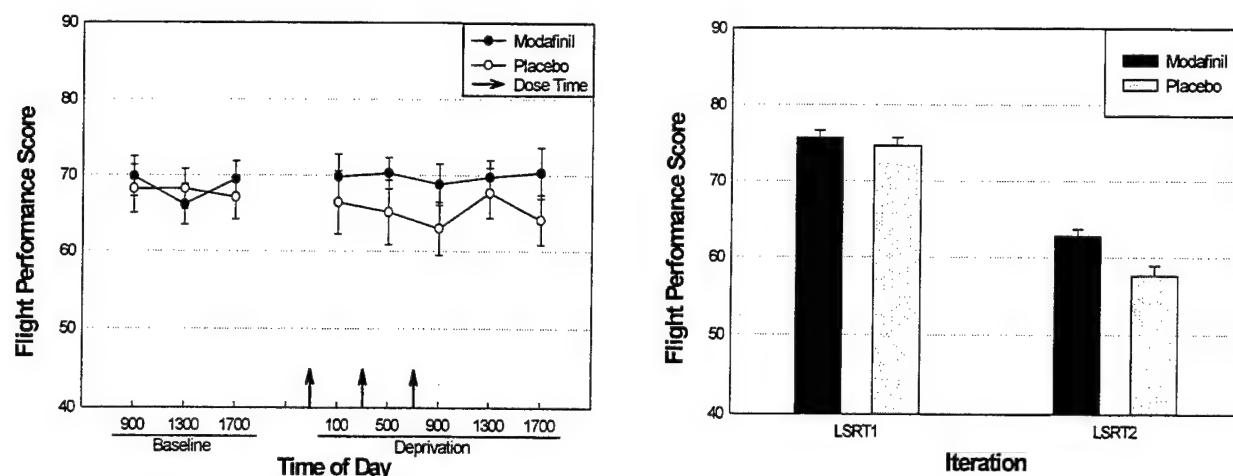 90
80
70
60
50
40
Flight Performance Score
Modafinil
Placebo
Dose Time
900 1300 1700 100 500 900 1300 1700
Baseline Deprivation
Time of Day
90
80
70
60
50
40
Flight Performance Score
Modafinil
Placebo
LSRT1 LSRT2
Iteration